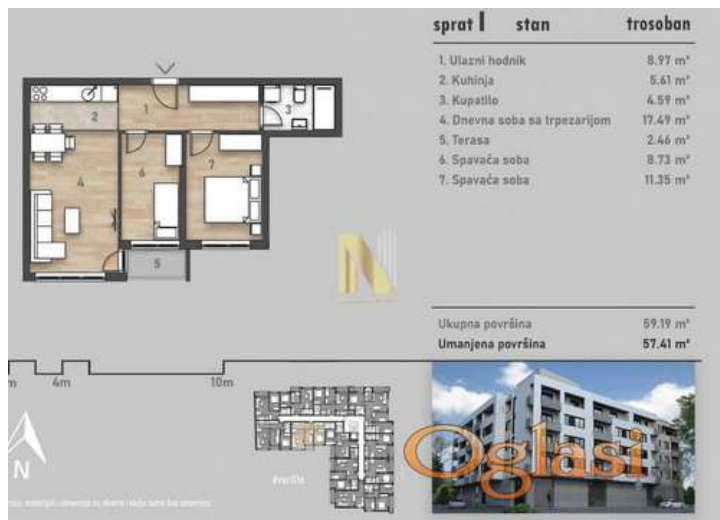 sprat I stan trosoban
1. Ulazni hodnik 8.97 m²
2. Kuhinja 5.61 m²
3. Kupatilo 4.59 m²
4. Dnevna soba sa trpezarijom 17.49 m²
5. Terasa 2.46 m²
6. Spavaća soba 8.73 m²
7. Spavaća soba 11.35 m²
2
1
3
6
7
4
5
N
Ukupna površina 59.19 m²
Umanjena površina 57.41 m²
m 4m 10m
N
Oglasi